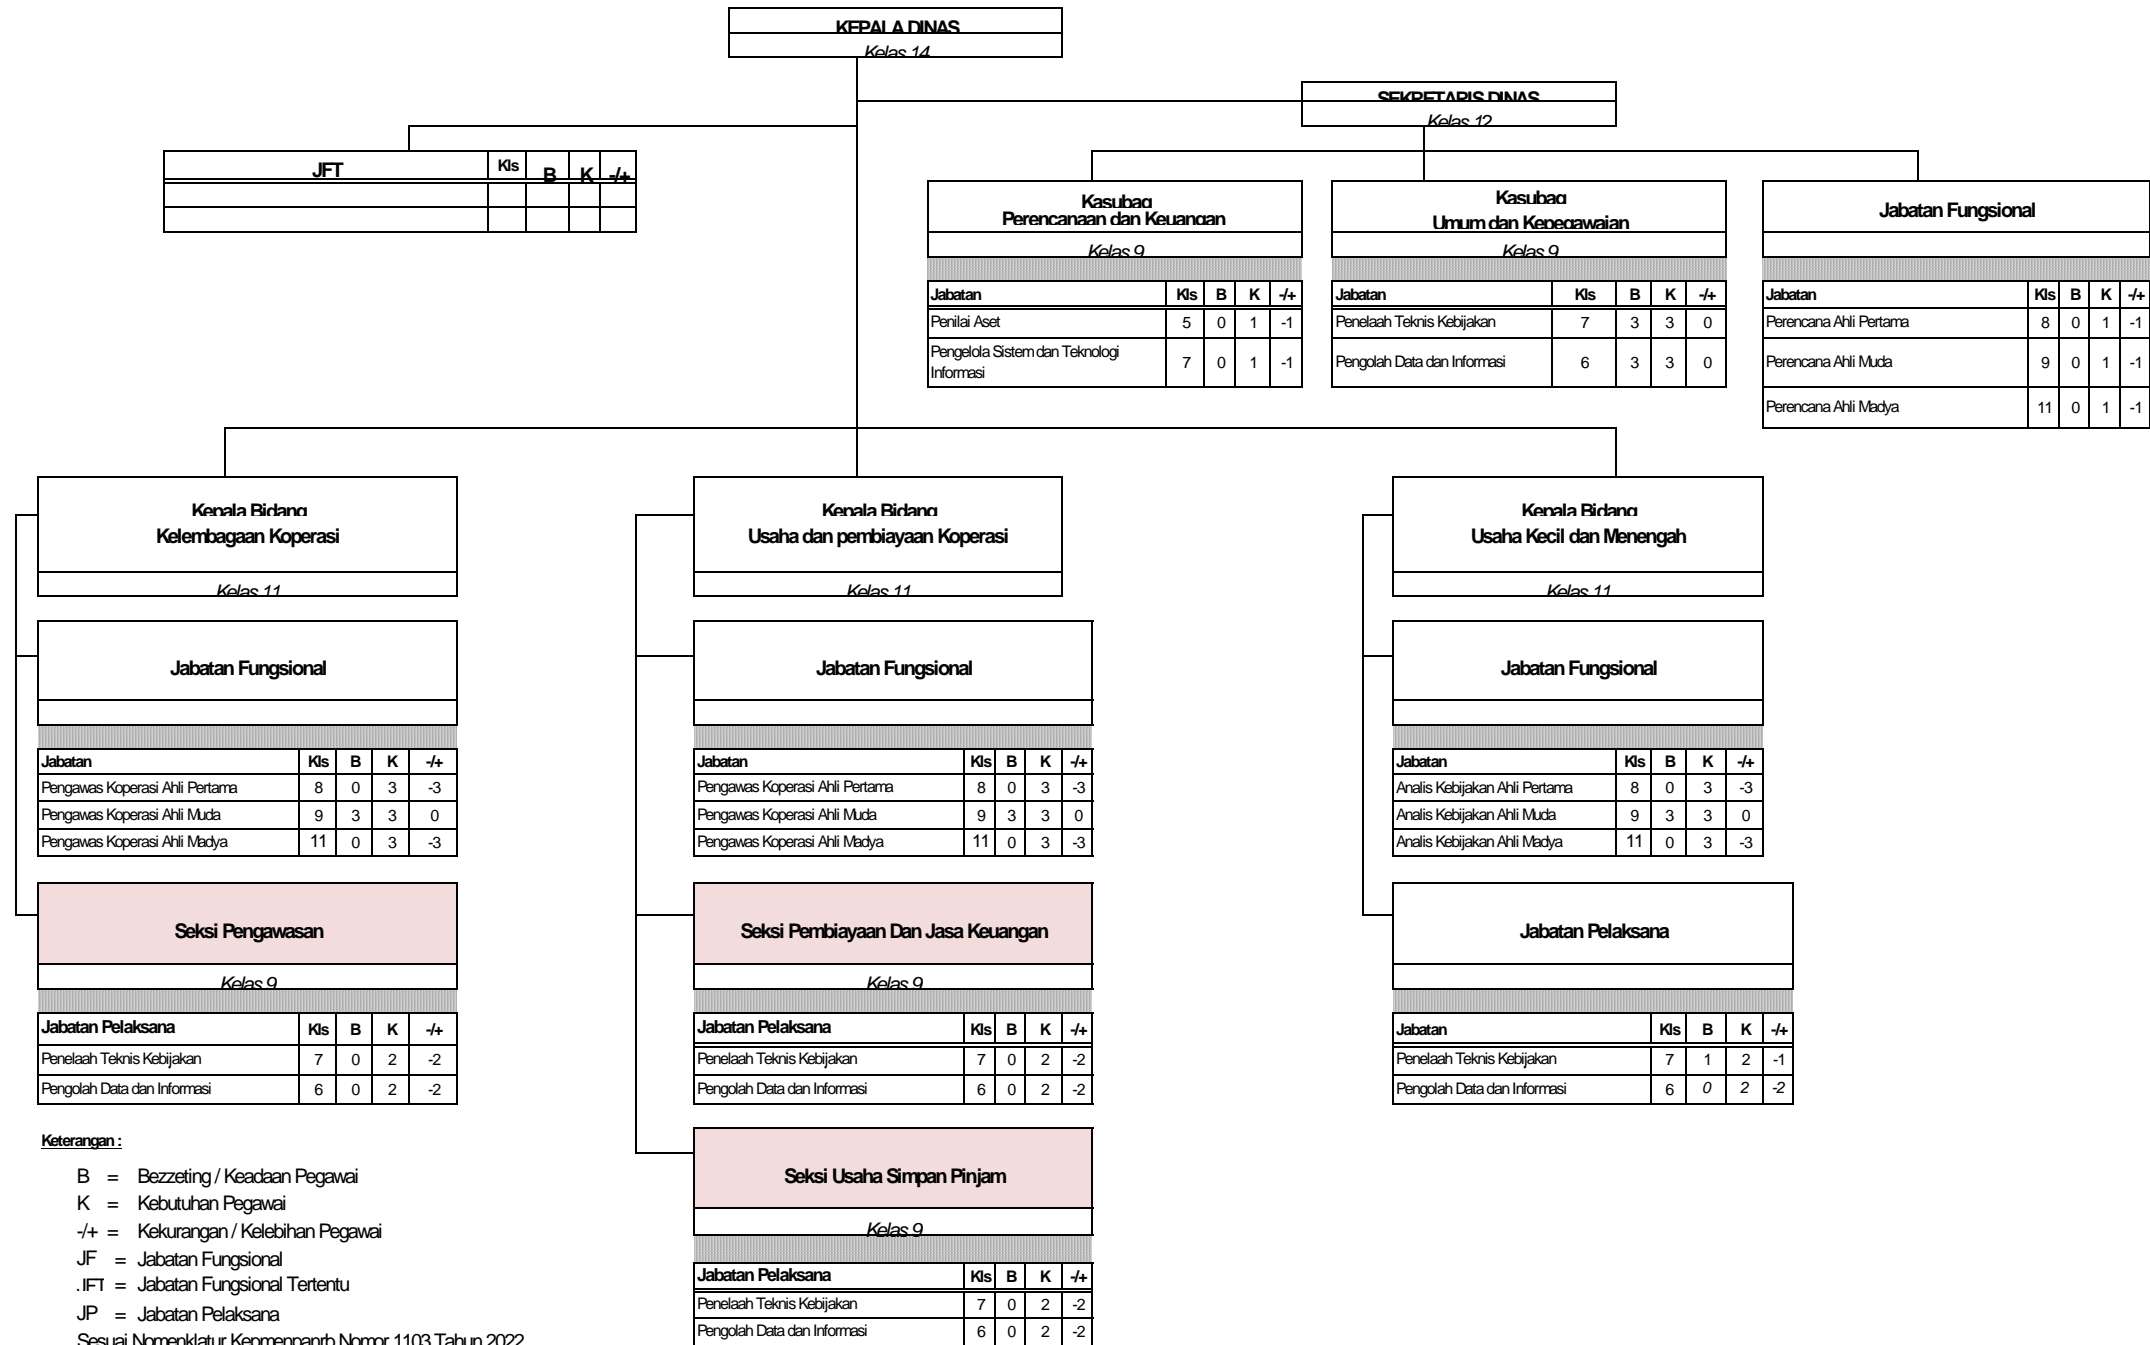 KEPALA DINAS
Kelas 14
SEKRETARIS DINAS
Kelas 12
JFT Kls B K -/+
Kasubag
Perencanaan dan Keuangan
Kelas 9
Jabatan Kls B K -/+
Penilai Aset 5 0 1 -1
Pengelola Sistem dan Teknologi
Informasi 7 0 1 -1
Kasubag
Umum dan Kepegawaian
Kelas 9
Jabatan Kls B K -/+
Penelaah Teknis Kebijakan 7 3 3 0
Pengolah Data dan Informasi 6 3 3 0
Jabatan Fungsional
Jabatan Kls B K -/+
Perencana Ahli Pertama 8 0 1 -1
Perencana Ahli Muda 9 0 1 -1
Perencana Ahli Madya 11 0 1 -1
Kepala Bidang
Kelembagaan Koperasi
Kelas 11
Jabatan Fungsional
Jabatan Kls B K -/+
Pengawas Koperasi Ahli Pertama 8 0 3 -3
Pengawas Koperasi Ahli Muda 9 3 3 0
Pengawas Koperasi Ahli Madya 11 0 3 -3
Seksi Pengawasan
Kelas 9
Jabatan Pelaksana Kls B K -/+
Penelaah Teknis Kebijakan 7 0 2 -2
Pengolah Data dan Informasi 6 0 2 -2
Kepala Bidang
Usaha dan pembiayaan Koperasi
Kelas 11
Jabatan Fungsional
Jabatan Kls B K -/+
Pengawas Koperasi Ahli Pertama 8 0 3 -3
Pengawas Koperasi Ahli Muda 9 3 3 0
Pengawas Koperasi Ahli Madya 11 0 3 -3
Seksi Pembiayaan Dan Jasa Keuangan
Kelas 9
Jabatan Pelaksana Kls B K -/+
Penelaah Teknis Kebijakan 7 0 2 -2
Pengolah Data dan Informasi 6 0 2 -2
Seksi Usaha Simpan Pinjam
Kelas 9
Jabatan Pelaksana Kls B K -/+
Penelaah Teknis Kebijakan 7 0 2 -2
Pengolah Data dan Informasi 6 0 2 -2
Kepala Bidang
Usaha Kecil dan Menengah
Kelas 11
Jabatan Fungsional
Jabatan Kls B K -/+
Analis Kebijakan Ahli Pertama 8 0 3 -3
Analis Kebijakan Ahli Muda 9 3 3 0
Analis Kebijakan Ahli Madya 11 0 3 -3
Jabatan Pelaksana
Jabatan Kls B K -/+
Penelaah Teknis Kebijakan 7 1 2 -1
Pengolah Data dan Informasi 6 0 2 -2
Keterangan :
B = Bezzeting / Keadaan Pegawai
K = Kebutuhan Pegawai
-/+ = Kekurangan / Kelebihan Pegawai
JF = Jabatan Fungsional
JFT = Jabatan Fungsional Tertentu
JP = Jabatan Pelaksana
Sesuai Nomenklatur Kepmenpanrb Nomor 1103 Tahun 2022